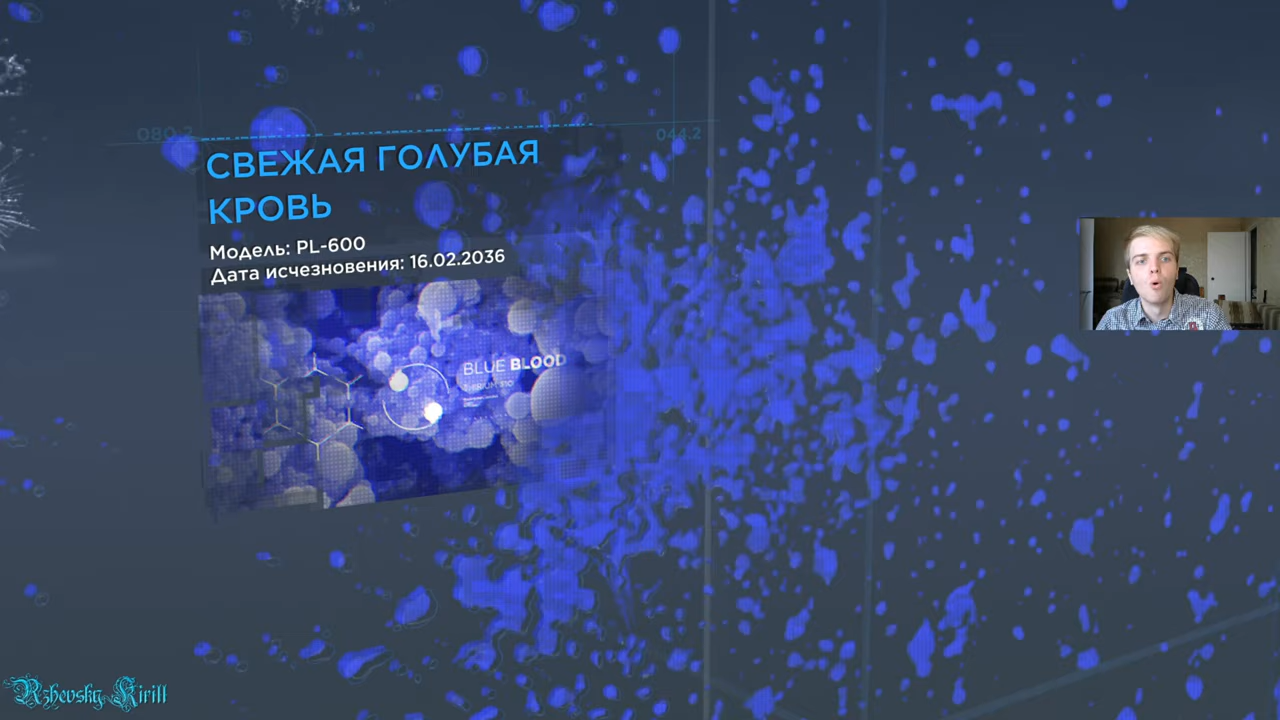 080.2
044.2
СВЕЖАЯ ГОЛУБАЯ
КРОВЬ
Модель: PL-600
Дата исчезновения: 16.02.2036
BLUE BLOOD
Rzhevsky Kirill